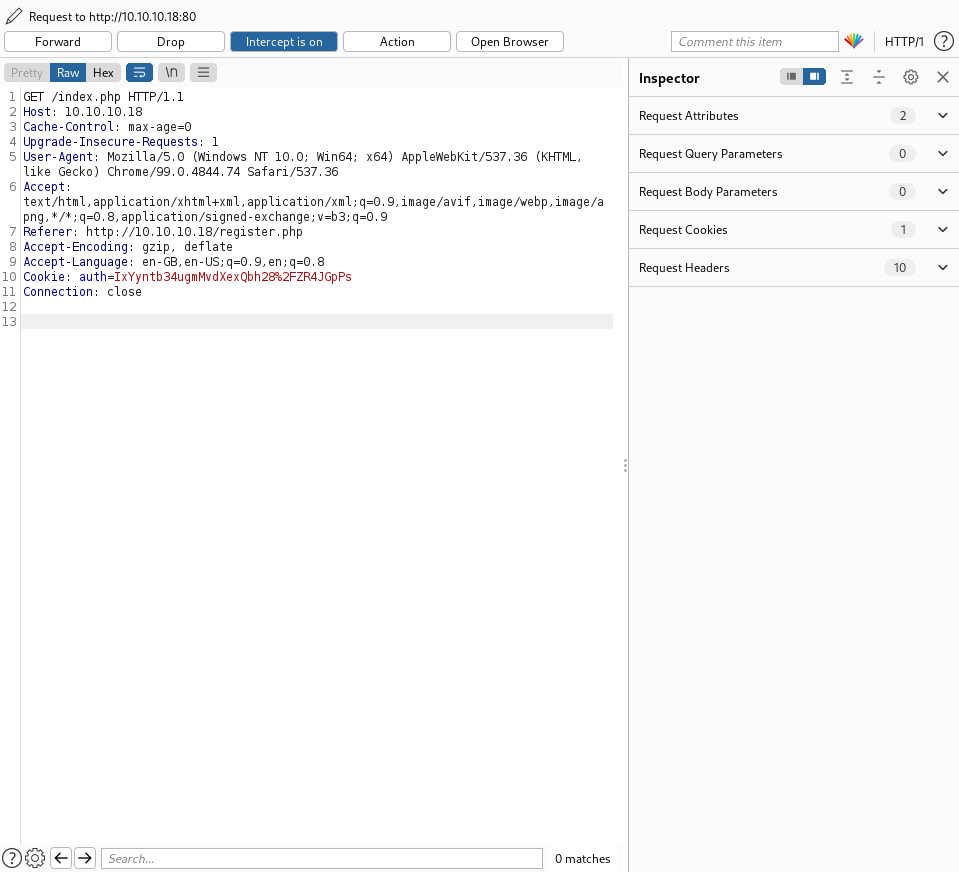 Request to http://10.10.10.18:80
Forward Drop Intercept is on Action Open Browser Comment this item HTTP/1 ?
Pretty Raw Hex \n
Inspector
1 GET /index.php HTTP/1.1
2 Host: 10.10.10.18
3 Cache-Control: max-age=0
4 Upgrade-Insecure-Requests: 1
5 User-Agent: Mozilla/5.0 (Windows NT 10.0; Win64; x64) AppleWebKit/537.36 (KHTML,
like Gecko) Chrome/99.0.4844.74 Safari/537.36
6 Accept:
text/html,application/xhtml+xml,application/xml;q=0.9,image/avif,image/webp,image/a
png,*/*;q=0.8,application/signed-exchange;v=b3;q=0.9
7 Referer: http://10.10.10.18/register.php
8 Accept-Encoding: gzip, deflate
9 Accept-Language: en-GB,en-US;q=0.9,en;q=0.8
10 Cookie: auth=IxYyntb34ugmMvdXexQbh28%2FZR4JGpPs
11 Connection: close
12
13
Request Attributes 2
Request Query Parameters 0
Request Body Parameters 0
Request Cookies 1
Request Headers 10
? Search... 0 matches